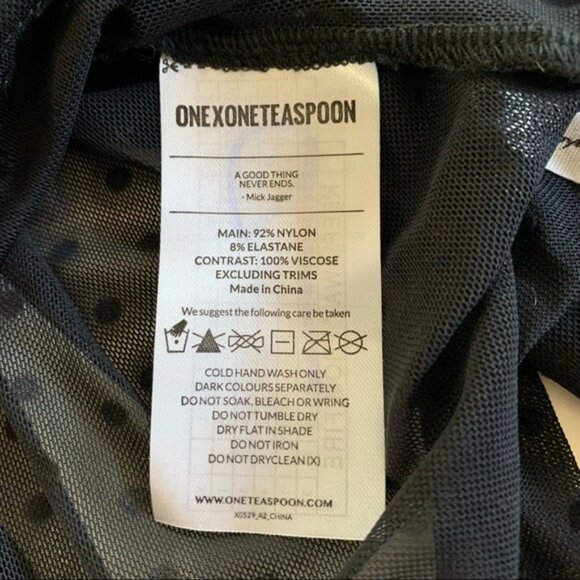 ONEXONETEASPOON
A GOOD THING
NEVER ENDS.
- Mick Jagger
MAIN: 92% NYLON
8% ELASTANE
CONTRAST: 100% VISCOSE
EXCLUDING TRIMS
Made in China
We suggest the following care be taken
COLD HAND WASH ONLY
DARK COLOURS SEPARATELY
DO NOT SOAK, BLEACH OR WRING
DO NOT TUMBLE DRY
DRY FLAT IN SHADE
DO NOT IRON
DO NOT DRYCLEAN (X)
WWW.ONETEASPOON.COM
X0529_A2_CHINA